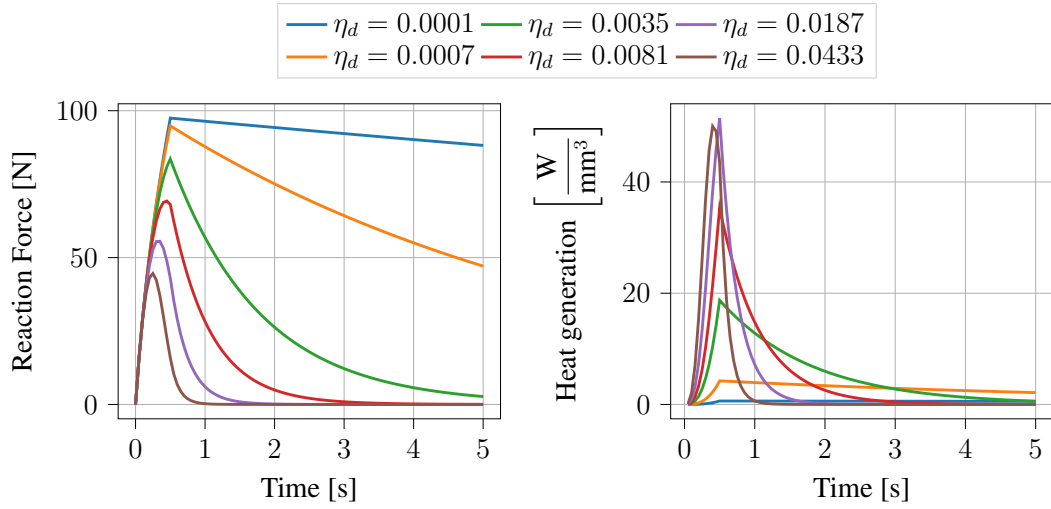 η_d = 0.0001 η_d = 0.0035 η_d = 0.0187
η_d = 0.0007 η_d = 0.0081 η_d = 0.0433
Reaction Force [N]
100
50
0
0 1 2 3 4 5
Time [s]
Heat generation [W/mm³]
40
20
0
0 1 2 3 4 5
Time [s]